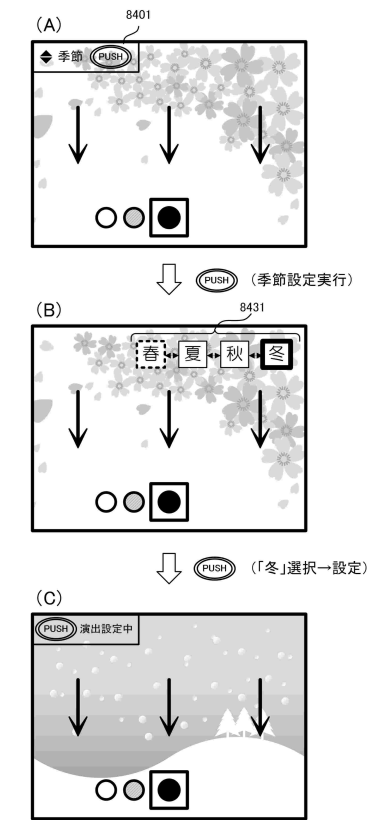 8401
(A)
季節 PUSH
PUSH (季節設定実行)
8431
(B)
春 夏 秋 冬
PUSH (「冬」選択→設定)
(C)
PUSH 演出設定中